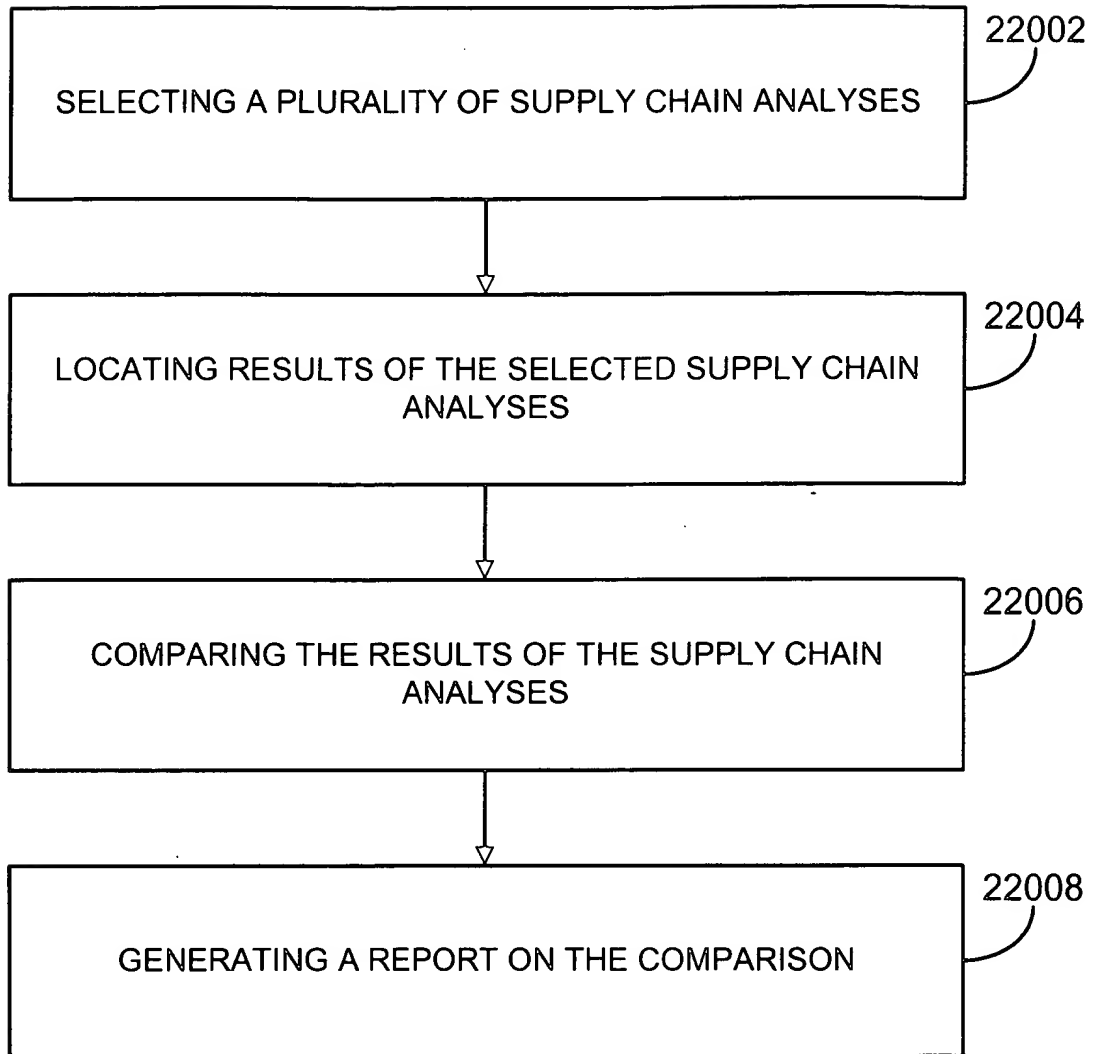 22002
SELECTING A PLURALITY OF SUPPLY CHAIN ANALYSES
22004
LOCATING RESULTS OF THE SELECTED SUPPLY CHAIN
ANALYSES
22006
COMPARING THE RESULTS OF THE SUPPLY CHAIN
ANALYSES
22008
GENERATING A REPORT ON THE COMPARISON